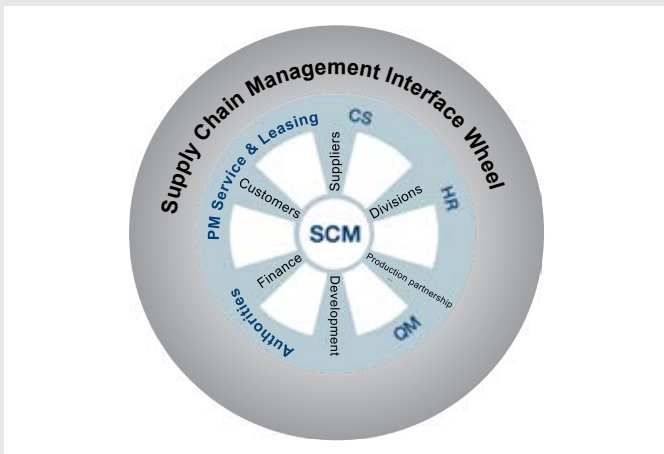 Supply Chain Management Interface Wheel
PM Service & Leasing
CS
HR
QM
Authorities
Suppliers
Divisions
Production partnership
Development
Finance
Customers
SCM